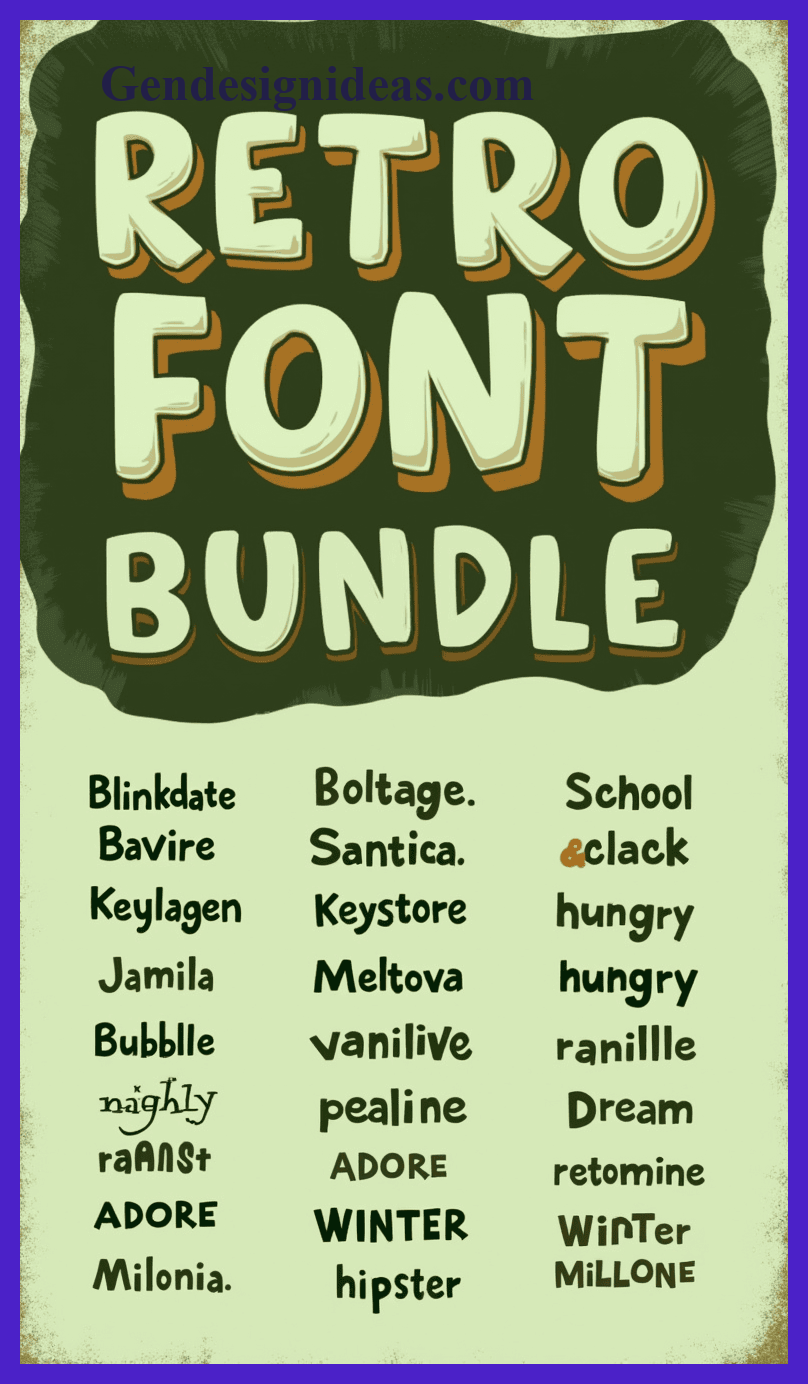 Gendesignideas.com
RETRO
FONT
BUNDLE
Blinkdate
Bavire
Keylagen
Jamila
Bubblle
nighly
raAnSt
ADORE
Milonia.
Boltage.
Santica.
Keystore
Meltova
vanilive
pealine
ADORE
WINTER
hipster
School
&clack
hungry
hungry
ranillle
Dream
retomine
WinTer
MiLLONE